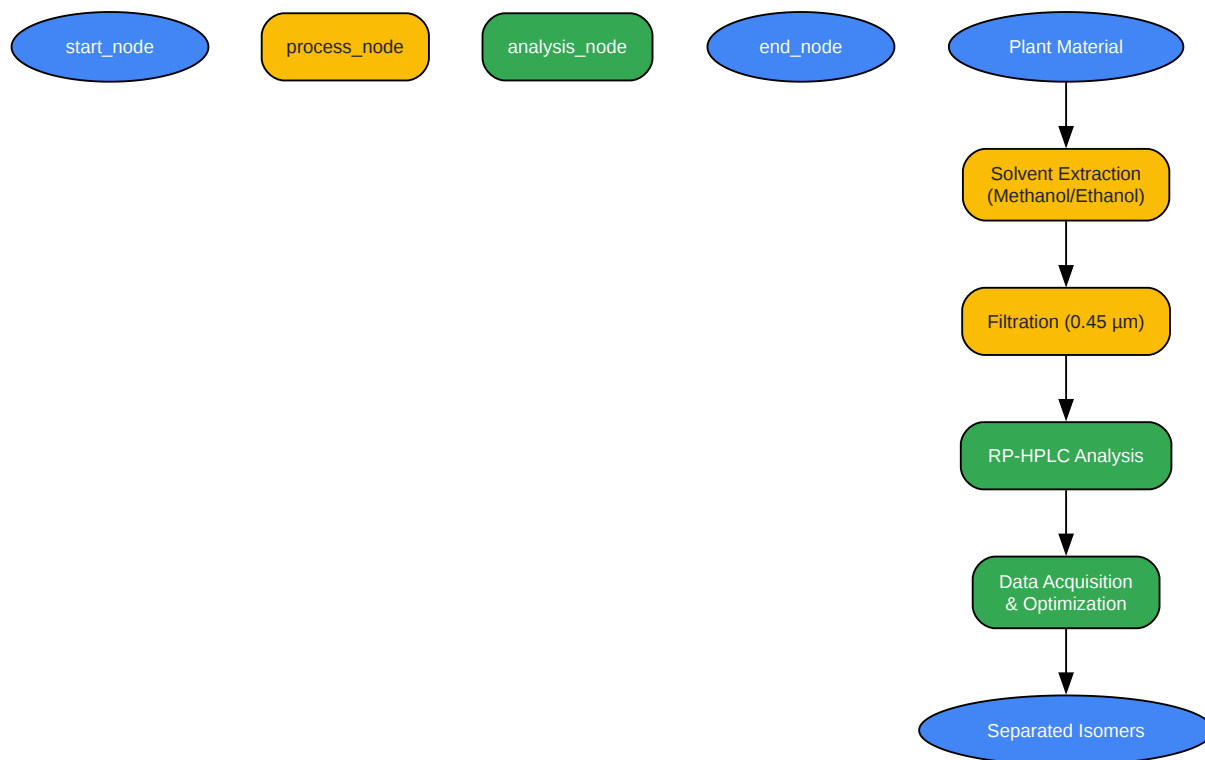 start_node
process_node
analysis_node
end_node
Plant Material
Solvent Extraction
(Methanol/Ethanol)
Filtration (0.45 µm)
RP-HPLC Analysis
Data Acquisition
& Optimization
Separated Isomers